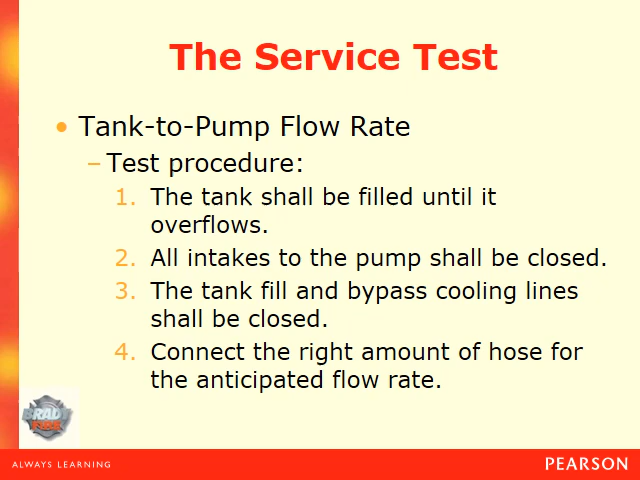 The Service Test
• Tank-to-Pump Flow Rate
– Test procedure:
1. The tank shall be filled until it
overflows.
2. All intakes to the pump shall be closed.
3. The tank fill and bypass cooling lines
shall be closed.
4. Connect the right amount of hose for
the anticipated flow rate.
BRADY
FIRE
ALWAYS LEARNING
PEARSON